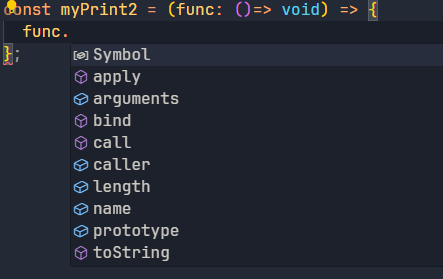 const myPrint2 = (func: ()=> void) => {
func.
};
Symbol
apply
arguments
bind
call
caller
length
name
prototype
toString